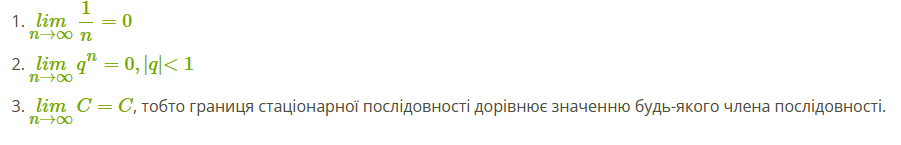 1. lim n→∞ 1/n = 0
2. lim n→∞ qⁿ = 0, |q| < 1
3. lim n→∞ C = C, тобто границя стаціонарної послідовності дорівнює значенню будь-якого члена послідовності.